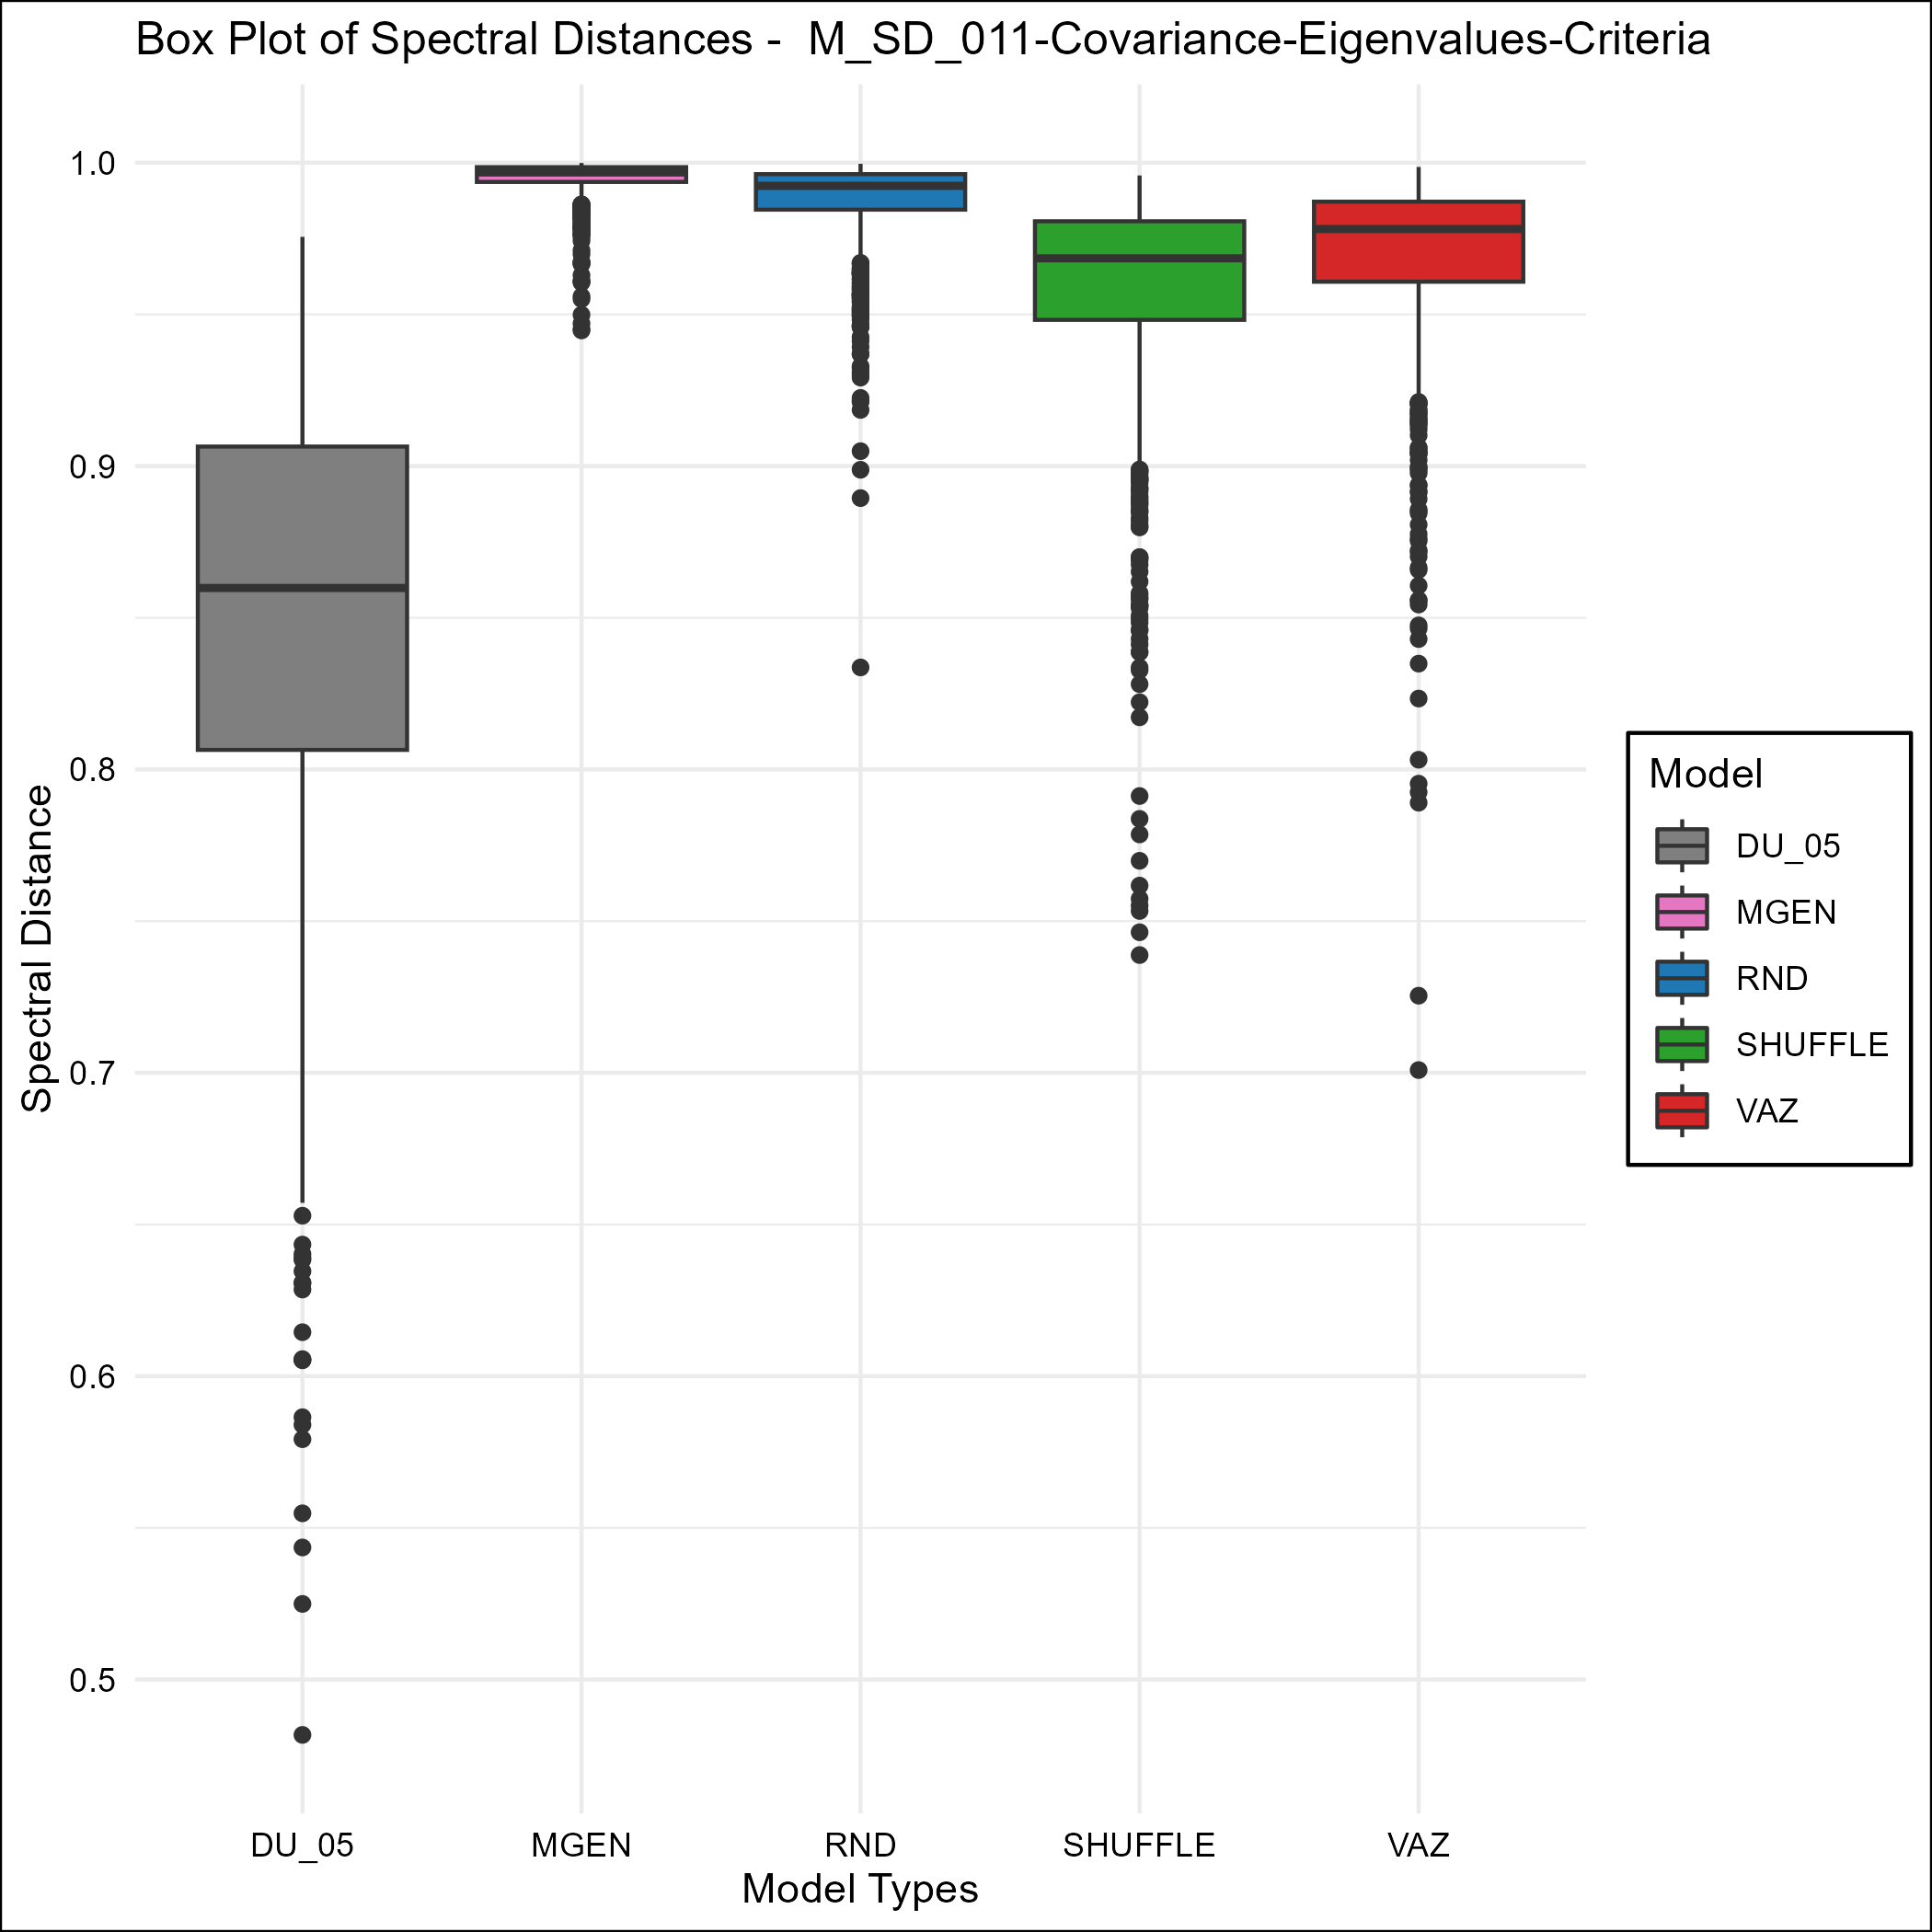 Box Plot of Spectral Distances -  M_SD_011-Covariance-Eigenvalues-Criteria
1.0
0.9
0.8
0.7
0.6
0.5
Spectral Distance
DU_05
MGEN
RND
SHUFFLE
VAZ
Model Types
Model
DU_05
MGEN
RND
SHUFFLE
VAZ